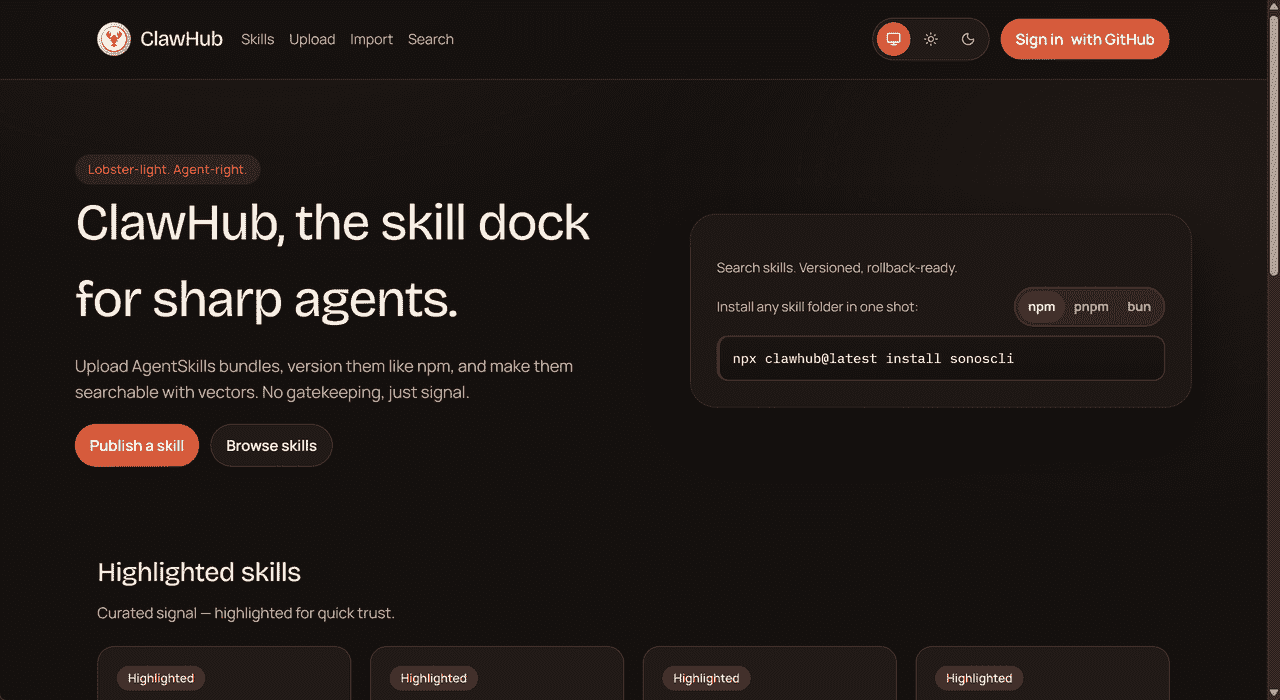 ClawHub Skills Upload Import Search Sign in with GitHub
Lobster-light. Agent-right.
ClawHub, the skill dock
for sharp agents.
Upload AgentSkills bundles, version them like npm, and make them
searchable with vectors. No gatekeeping, just signal.
Publish a skill Browse skills
Search skills. Versioned, rollback-ready.
Install any skill folder in one shot: npm pnpm bun
npx clawhub@latest install sonoscli
Highlighted skills
Curated signal — highlighted for quick trust.
Highlighted Highlighted Highlighted Highlighted